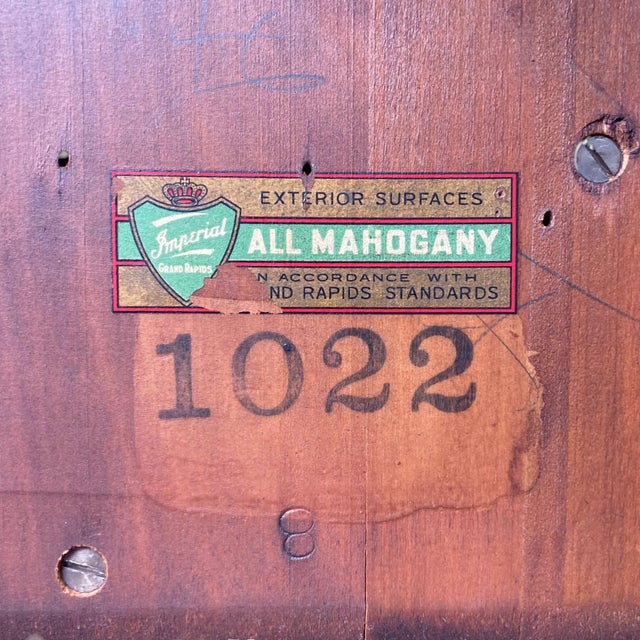 EXTERIOR SURFACES
Imperial
GRAND RAPIDS
ALL MAHOGANY
N ACCORDANCE WITH
ND RAPIDS STANDARDS
1022
8